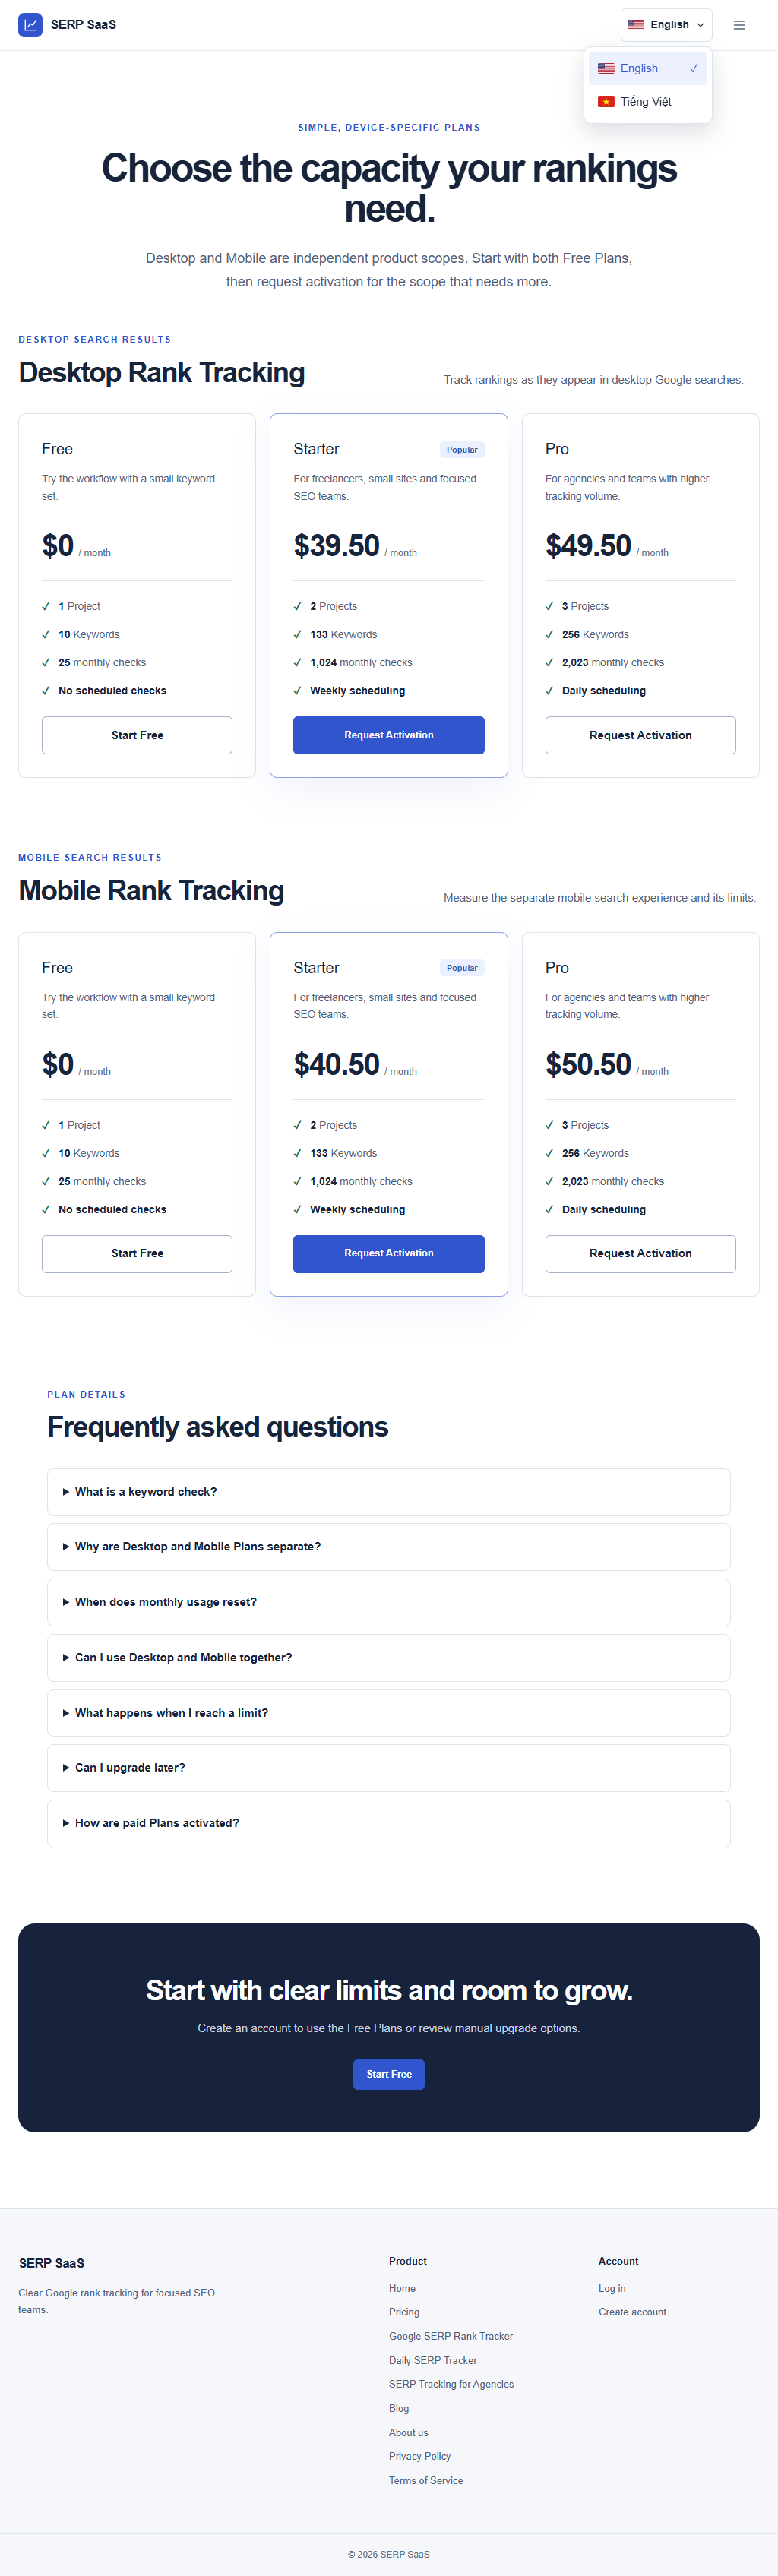 SERP SaaS
English
English
Tiếng Việt
SIMPLE, DEVICE-SPECIFIC PLANS
Choose the capacity your rankings
need.
Desktop and Mobile are independent product scopes. Start with both Free Plans,
then request activation for the scope that needs more.
DESKTOP SEARCH RESULTS
Desktop Rank Tracking
Track rankings as they appear in desktop Google searches.
Free
Try the workflow with a small keyword
set.
$0 / month
✓ 1 Project
✓ 10 Keywords
✓ 25 monthly checks
✓ No scheduled checks
Start Free
Starter
Popular
For freelancers, small sites and focused
SEO teams.
$39.50 / month
✓ 2 Projects
✓ 133 Keywords
✓ 1,024 monthly checks
✓ Weekly scheduling
Request Activation
Pro
For agencies and teams with higher
tracking volume.
$49.50 / month
✓ 3 Projects
✓ 256 Keywords
✓ 2,023 monthly checks
✓ Daily scheduling
Request Activation
MOBILE SEARCH RESULTS
Mobile Rank Tracking
Measure the separate mobile search experience and its limits.
Free
Try the workflow with a small keyword
set.
$0 / month
✓ 1 Project
✓ 10 Keywords
✓ 25 monthly checks
✓ No scheduled checks
Start Free
Starter
Popular
For freelancers, small sites and focused
SEO teams.
$40.50 / month
✓ 2 Projects
✓ 133 Keywords
✓ 1,024 monthly checks
✓ Weekly scheduling
Request Activation
Pro
For agencies and teams with higher
tracking volume.
$50.50 / month
✓ 3 Projects
✓ 256 Keywords
✓ 2,023 monthly checks
✓ Daily scheduling
Request Activation
PLAN DETAILS
Frequently asked questions
What is a keyword check?
Why are Desktop and Mobile Plans separate?
When does monthly usage reset?
Can I use Desktop and Mobile together?
What happens when I reach a limit?
Can I upgrade later?
How are paid Plans activated?
Start with clear limits and room to grow.
Create an account to use the Free Plans or review manual upgrade options.
Start Free
SERP SaaS
Clear Google rank tracking for focused SEO
teams.
Product
Home
Pricing
Google SERP Rank Tracker
Daily SERP Tracker
SERP Tracking for Agencies
Blog
About us
Privacy Policy
Terms of Service
Account
Log in
Create account
© 2026 SERP SaaS